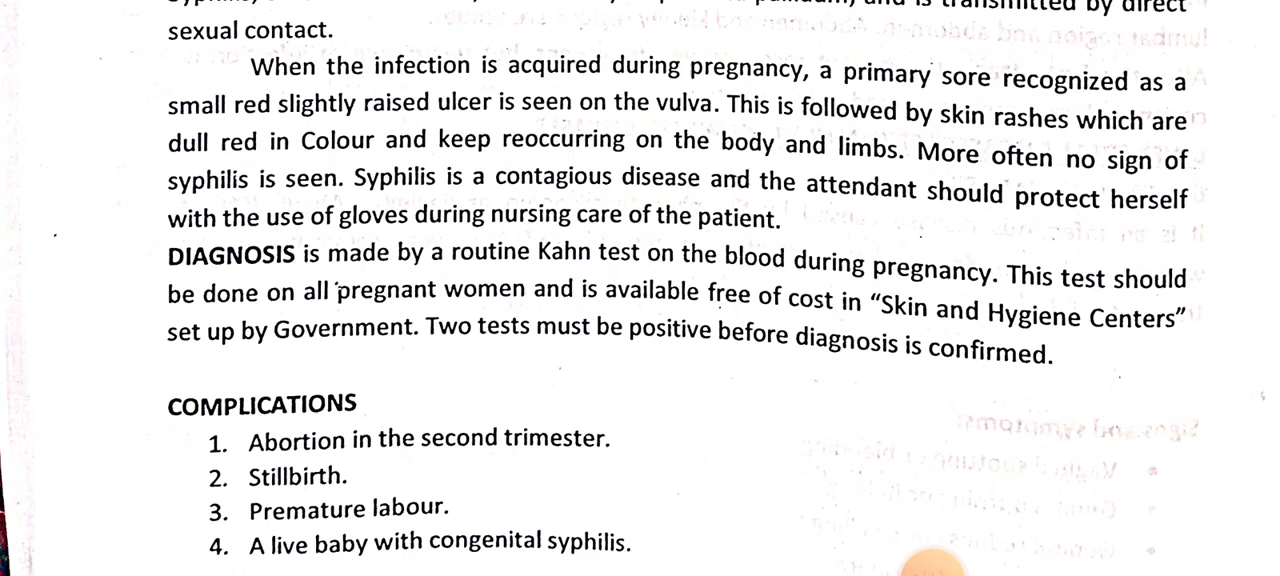 by direct
sexual contact.
When the infection is acquired during pregnancy, a primary sore recognized as a
small red slightly raised ulcer is seen on the vulva. This is followed by skin rashes which are
dull red in Colour and keep reoccurring on the body and limbs. More often no sign of
syphilis is seen. Syphilis is a contagious disease and the attendant should protect herself
with the use of gloves during nursing care of the patient.
DIAGNOSIS is made by a routine Kahn test on the blood during pregnancy. This test should
be done on all pregnant women and is available free of cost in “Skin and Hygiene Centers”
set up by Government. Two tests must be positive before diagnosis is confirmed.
COMPLICATIONS
1. Abortion in the second trimester.
2. Stillbirth.
3. Premature labour.
4. A live baby with congenital syphilis.